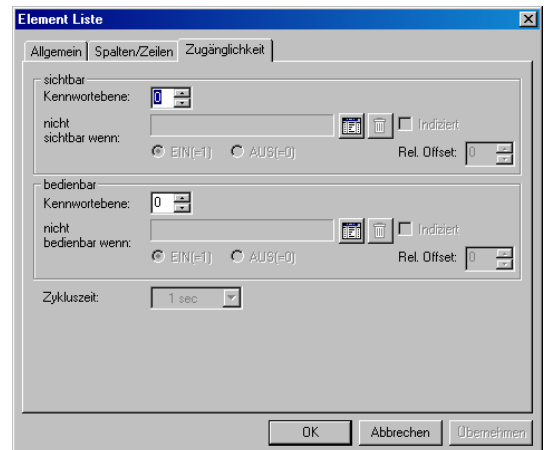 Element Liste
Allgemein Spalten/Zeilen Zugänglichkeit
sichtbar
Kennwortebene: 0
nicht
sichtbar wenn:
Indiziert
EIN(=1) AUS(=0) Rel. Offset: 0
bedienbar
Kennwortebene: 0
nicht
bedienbar wenn:
Indiziert
EIN(=1) AUS(=0) Rel. Offset: 0
Zykluszeit: 1 sec
OK Abbrechen Übernehmen